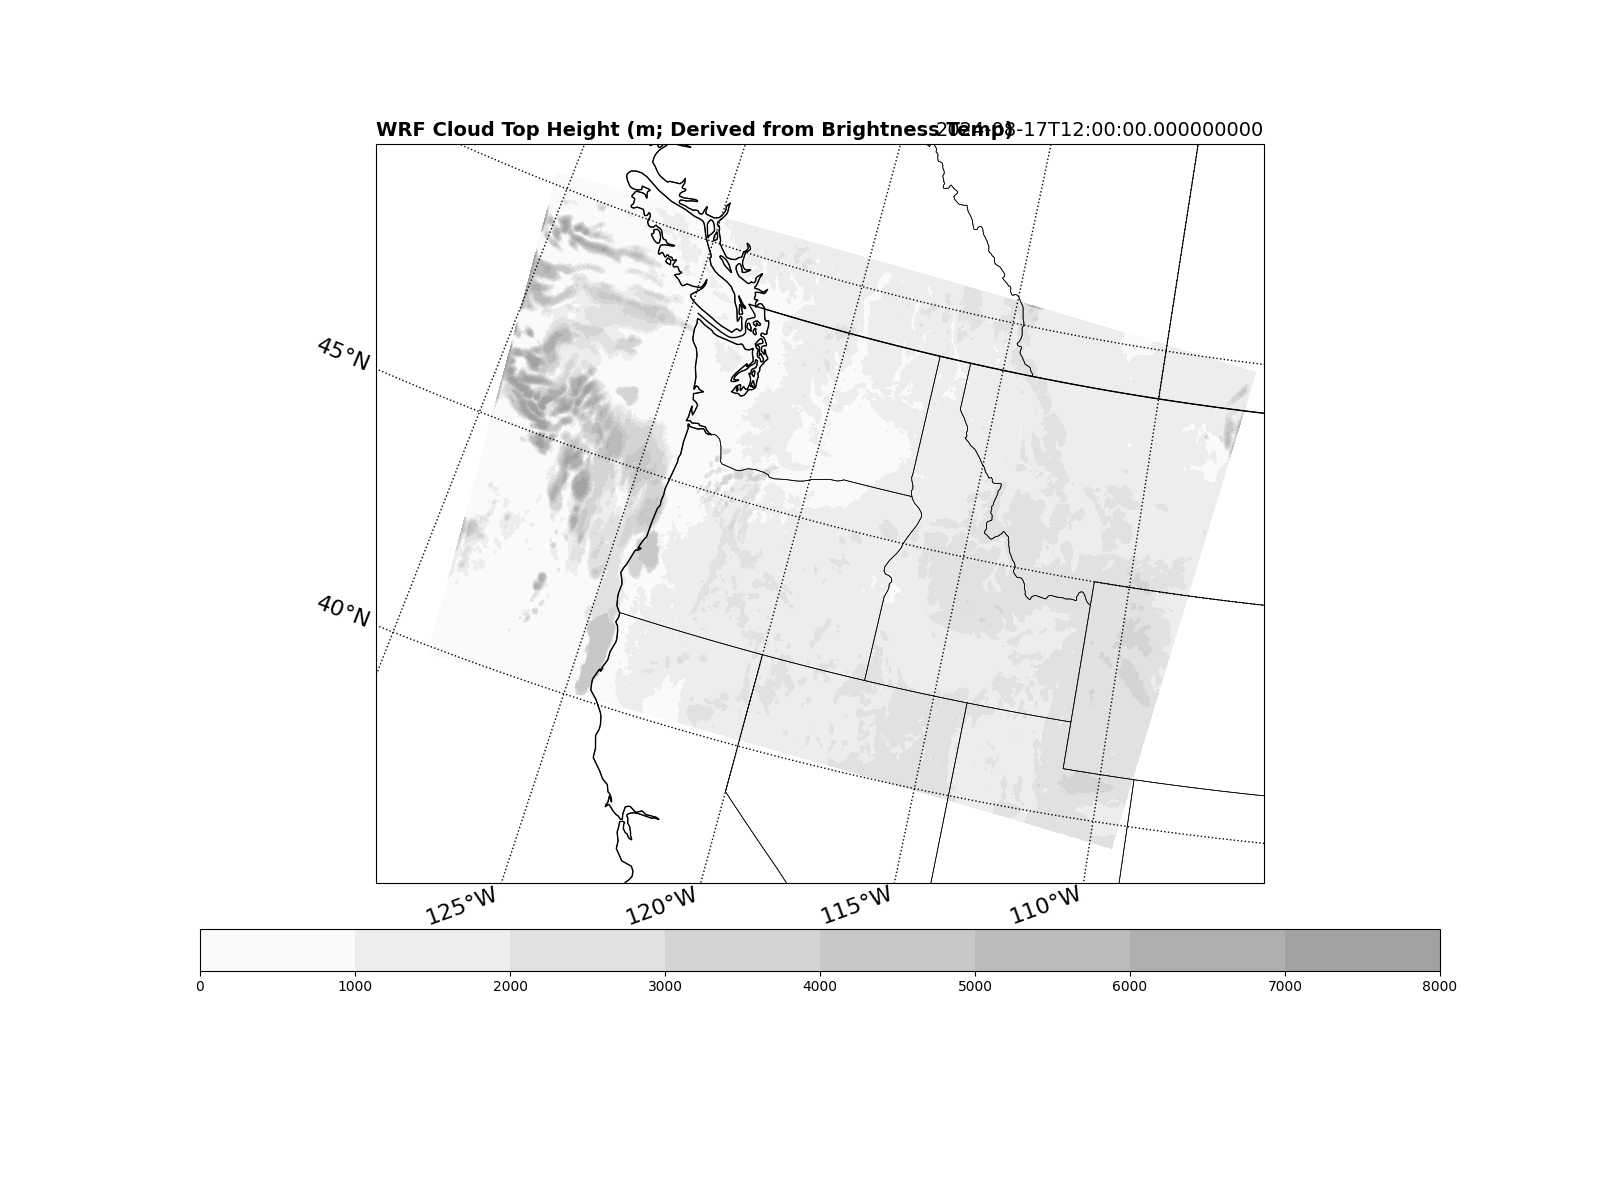 WRF Cloud Top Height (m; Derived from Brightness Temp)
2024-08-17T12:00:00.000000000
45°N
40°N
125°W 120°W 115°W 110°W
0 1000 2000 3000 4000 5000 6000 7000 8000